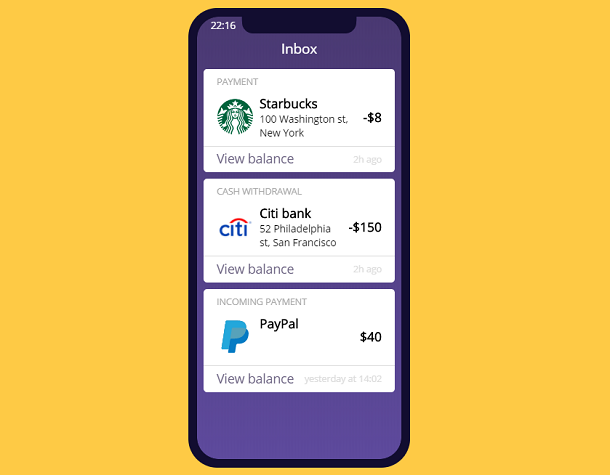 22:16
Inbox
PAYMENT
Starbucks
100 Washington st,
New York
-$8
View balance
2h ago
CASH WITHDRAWAL
citi
Citi bank
52 Philadelphia
st, San Francisco
-$150
View balance
2h ago
INCOMING PAYMENT
PayPal
$40
View balance
yesterday at 14:02